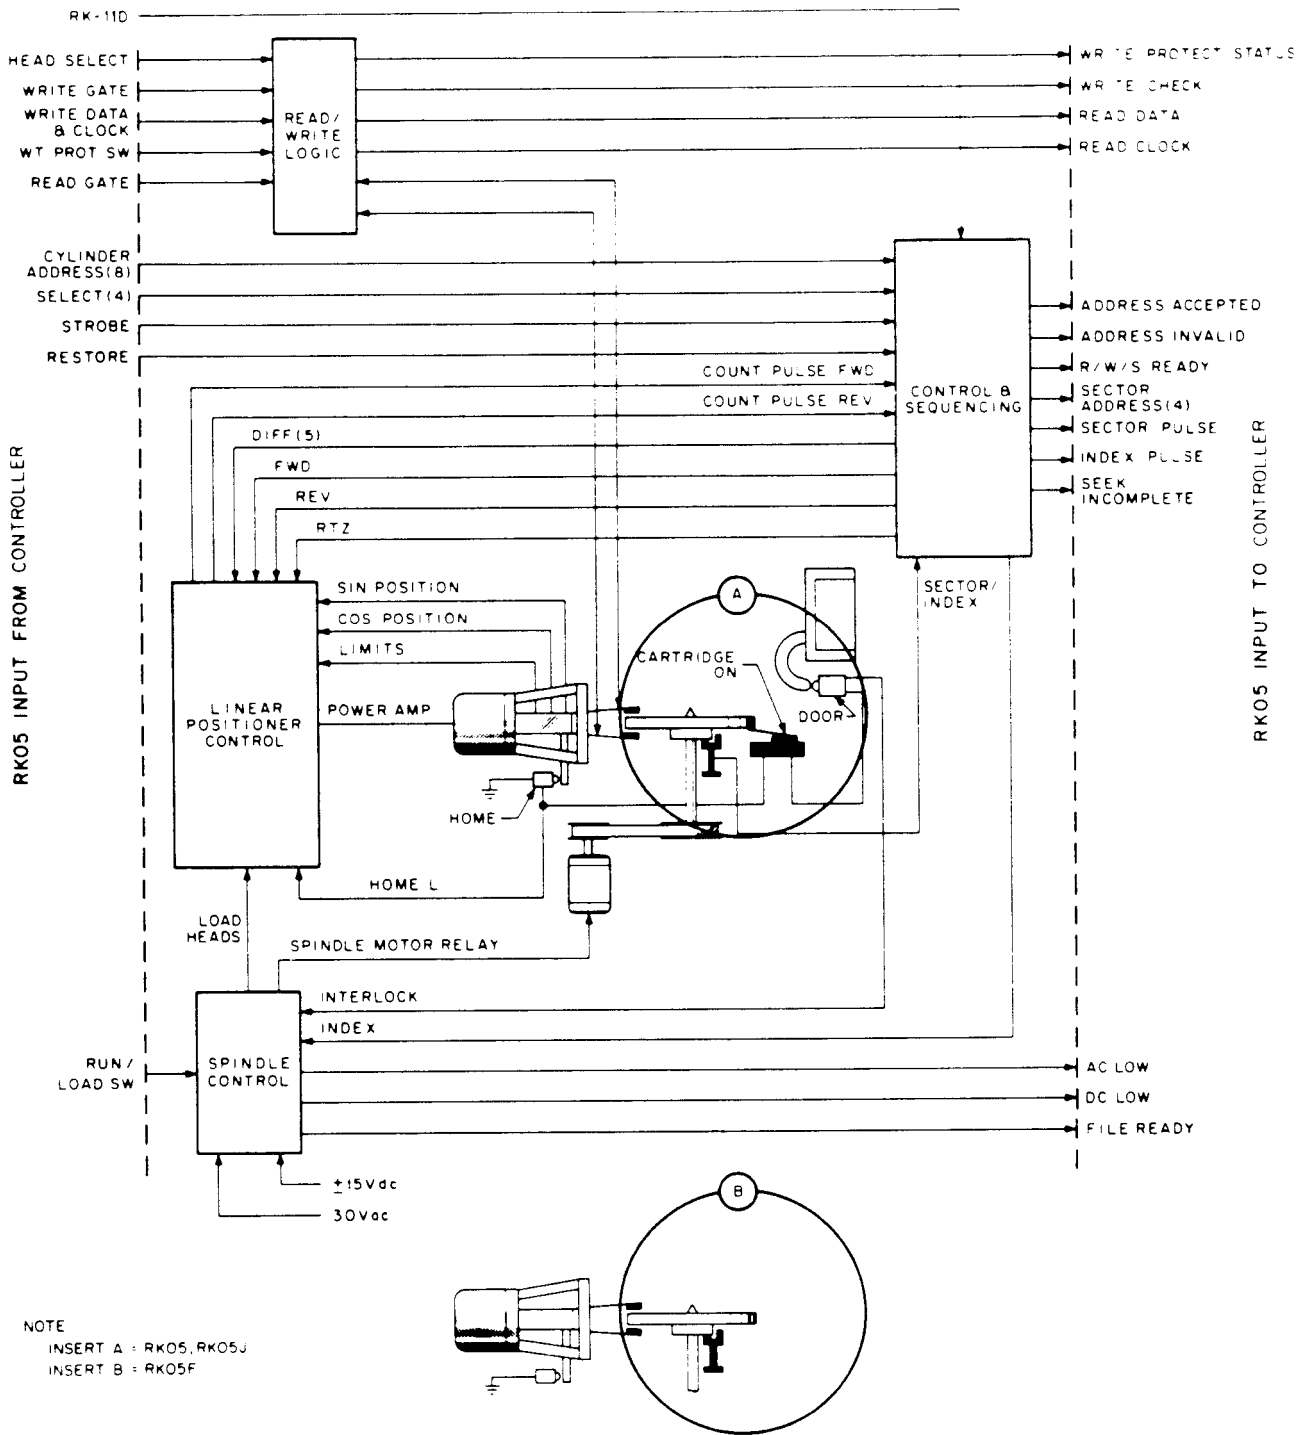 RK-11D
HEAD SELECT
WRITE GATE
WRITE DATA
& CLOCK
WT PROT SW
READ GATE
READ/
WRITE
LOGIC
WRITE PROTECT STATUS
WRITE CHECK
READ DATA
READ CLOCK
CYLINDER
ADDRESS(8)
SELECT(4)
STROBE
RESTORE
COUNT PULSE FWD
COUNT PULSE REV
DIFF(5)
FWD
REV
RTZ
CONTROL &
SEQUENCING
ADDRESS ACCEPTED
ADDRESS INVALID
R/W/S READY
SECTOR
ADDRESS(4)
SECTOR PULSE
INDEX PULSE
SEEK
INCOMPLETE
RK05 INPUT FROM CONTROLLER
RK05 INPUT TO CONTROLLER
SIN POSITION
COS POSITION
LIMITS
POWER AMP
LINEAR
POSITIONER
CONTROL
A
CARTRIDGE
ON
DOOR
SECTOR/
INDEX
HOME
HOME L
LOAD
HEADS
SPINDLE MOTOR RELAY
INTERLOCK
INDEX
RUN/
LOAD SW
SPINDLE
CONTROL
AC LOW
DC LOW
FILE READY
±15Vdc
30Vac
B
NOTE
INSERT A = RK05,RK05J
INSERT B = RK05F